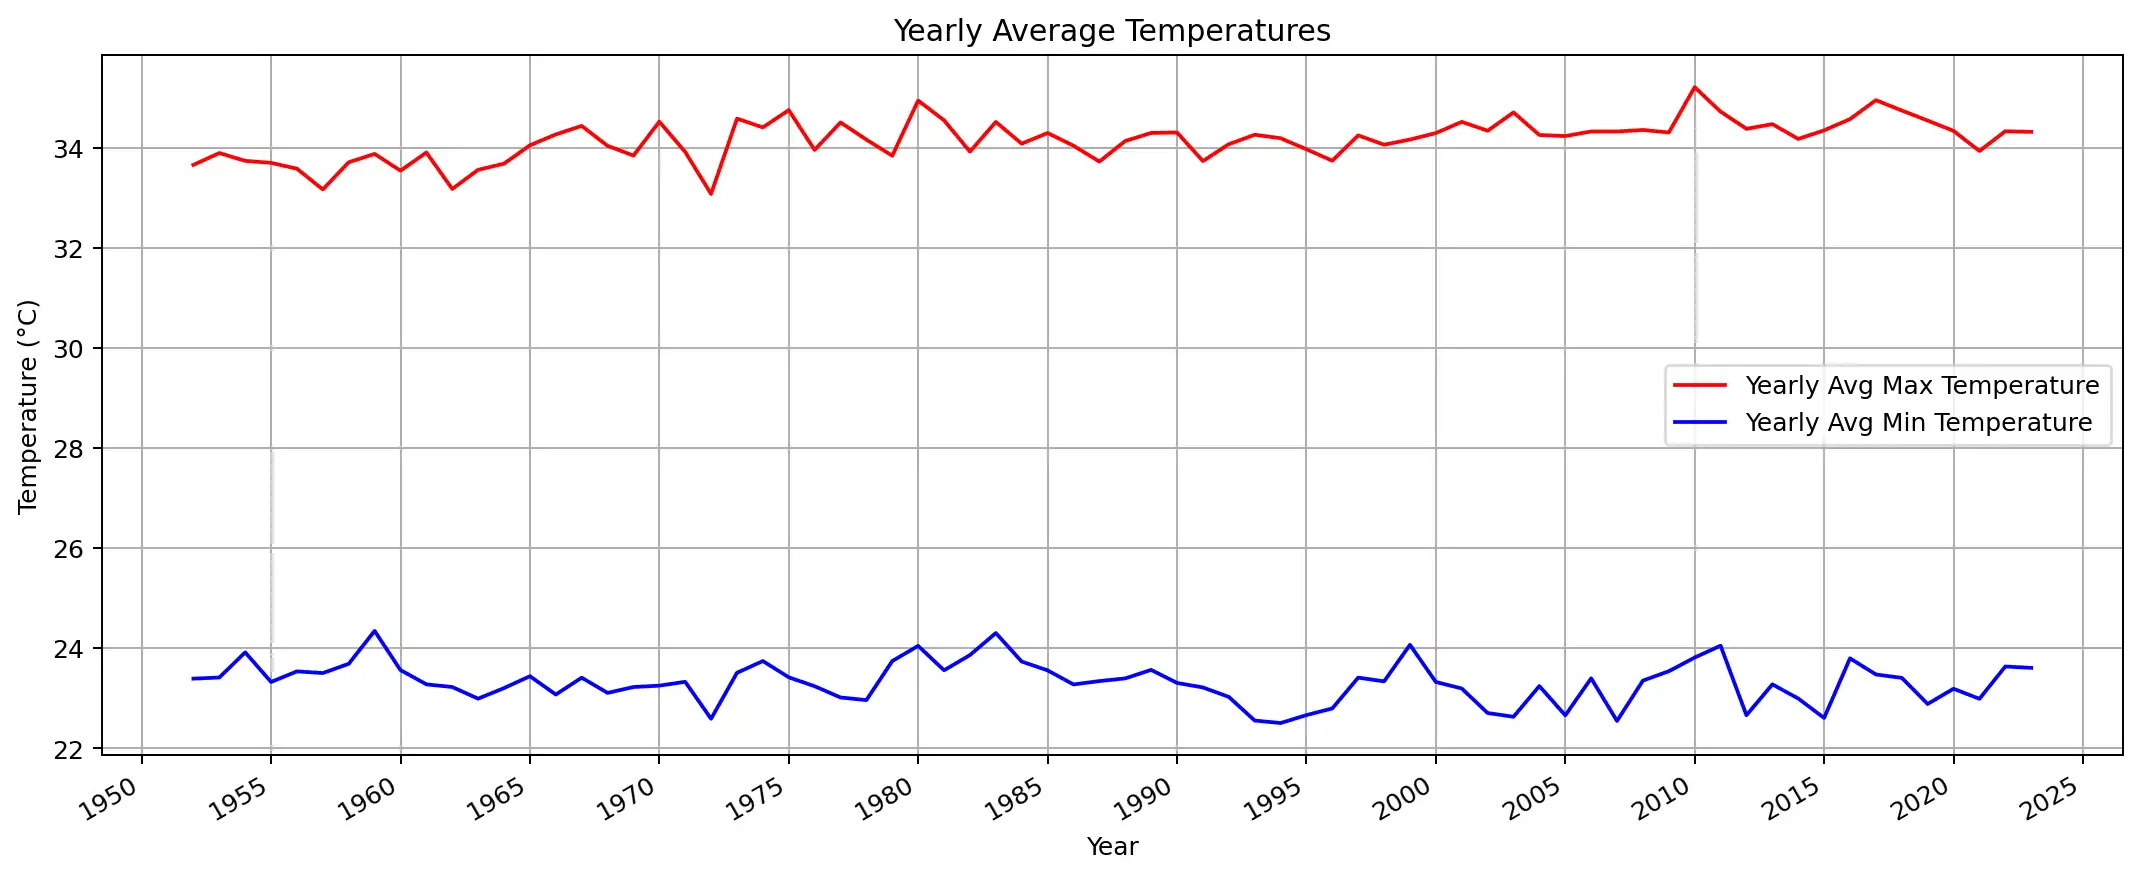 Yearly Average Temperatures
Temperature (°C)
34
32
30
28
26
24
22
Yearly Avg Max Temperature
Yearly Avg Min Temperature
1950 1955 1960 1965 1970 1975 1980 1985 1990 1995 2000 2005 2010 2015 2020 2025
Year